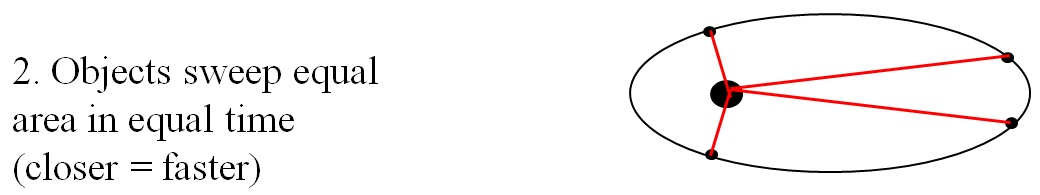 2. Objects sweep equal
area in equal time
(closer = faster)